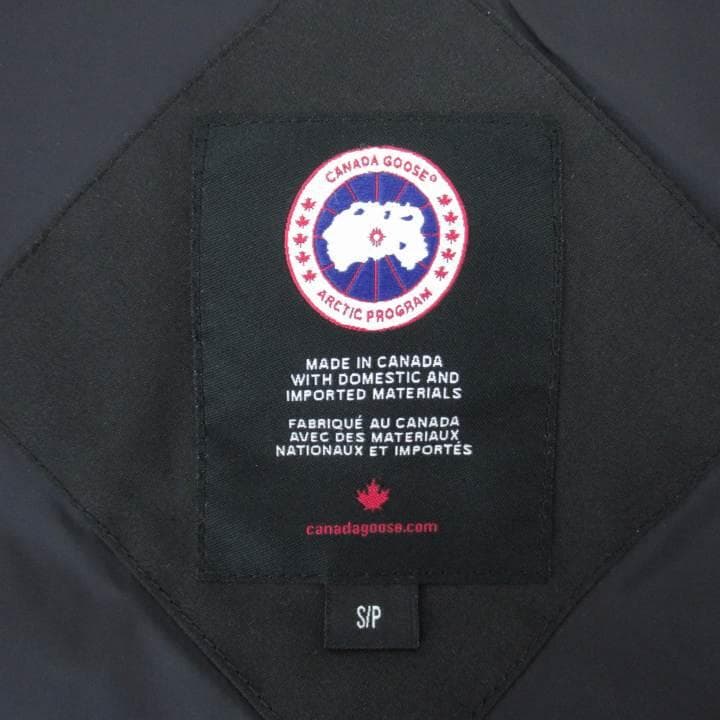 CANADA GOOSE®
ARCTIC PROGRAM
MADE IN CANADA
WITH DOMESTIC AND
IMPORTED MATERIALS
FABRIQUÉ AU CANADA
AVEC DES MATERIAUX
NATIONAUX ET IMPORTÉS
canadagoose.com
S/P